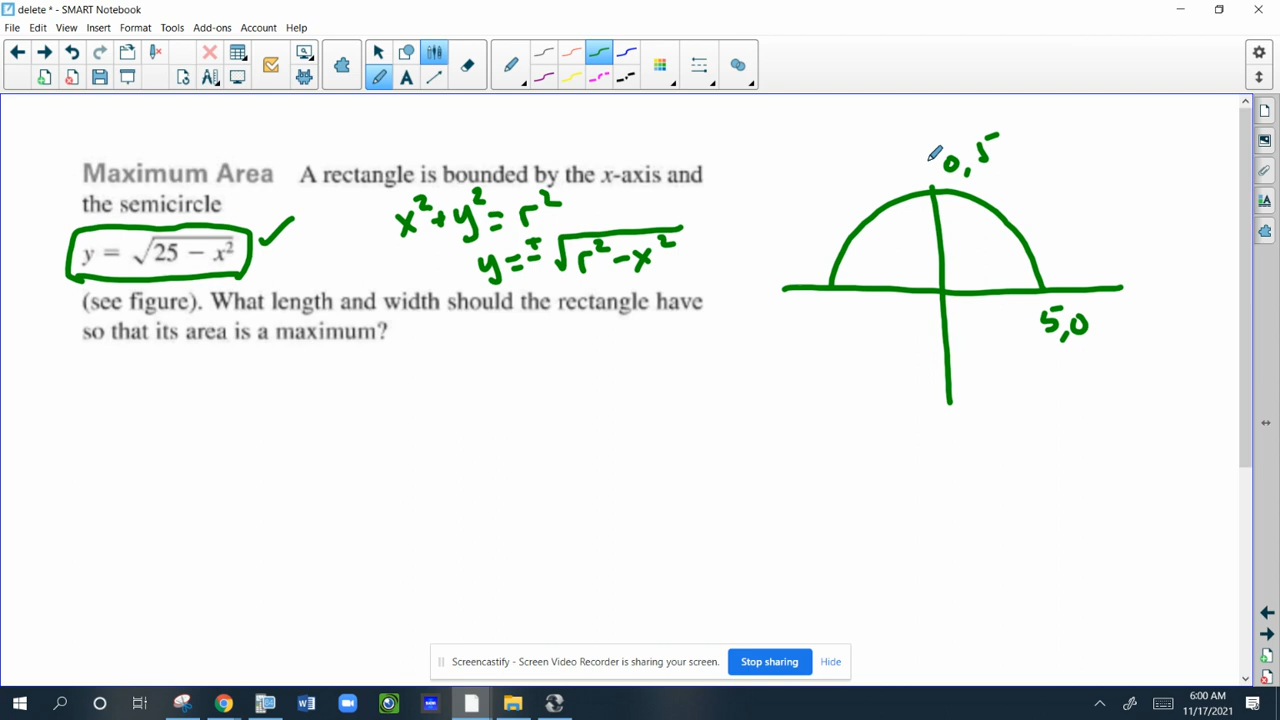 delete * - SMART Notebook
File Edit View Insert Format Tools Add-ons Account Help
0,5
Maximum Area A rectangle is bounded by the x-axis and
the semicircle
x² + y² = r²
y = √25 − x²
y = ± √r² − x²
(see figure). What length and width should the rectangle have
so that its area is a maximum?
5,0
Screencastify - Screen Video Recorder is sharing your screen. Stop sharing Hide
6:00 AM
11/17/2021